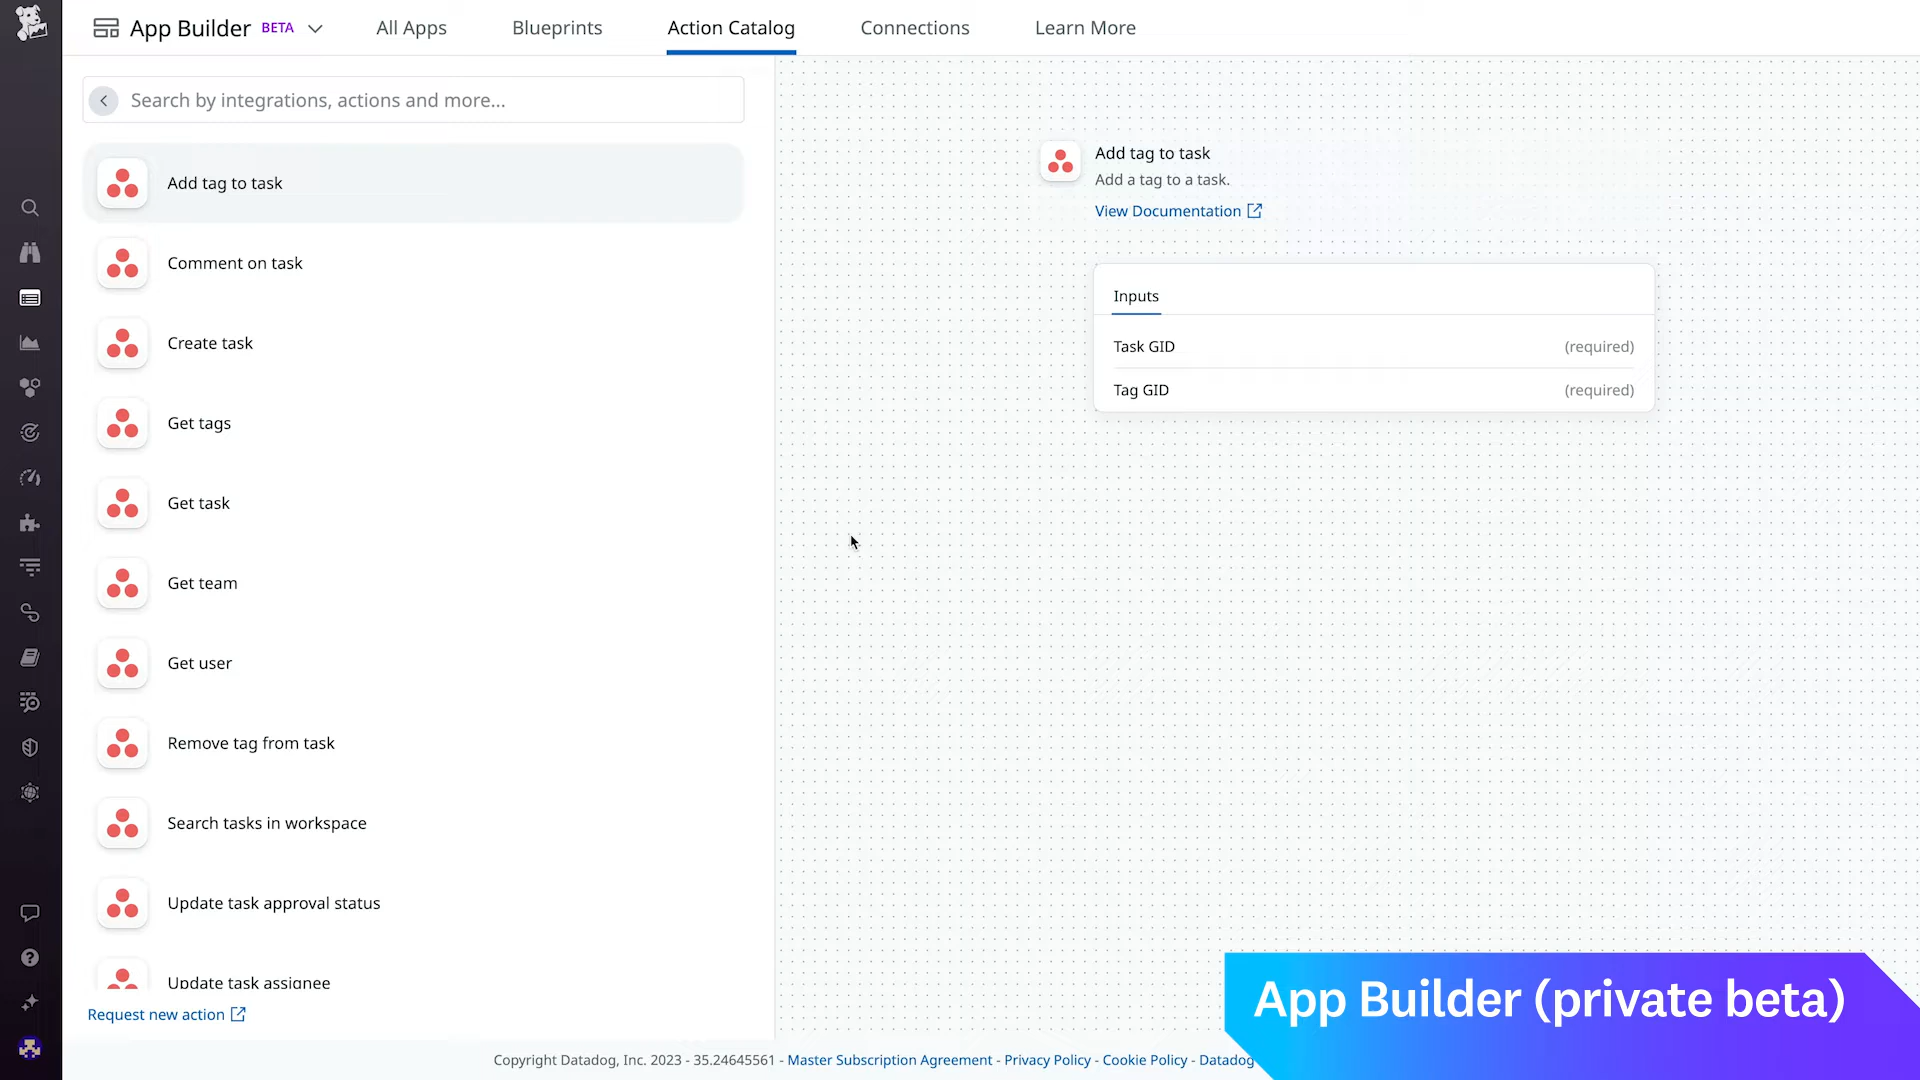 App Builder BETA
All Apps
Blueprints
Action Catalog
Connections
Learn More
Search by integrations, actions and more...
Add tag to task
Comment on task
Create task
Get tags
Get task
Get team
Get user
Remove tag from task
Search tasks in workspace
Update task approval status
Update task assignee
Request new action
Add tag to task
Add a tag to a task.
View Documentation
Inputs
Task GID (required)
Tag GID (required)
App Builder (private beta)
Copyright Datadog, Inc. 2023 - 35.24645561 - Master Subscription Agreement - Privacy Policy - Cookie Policy - Datadog